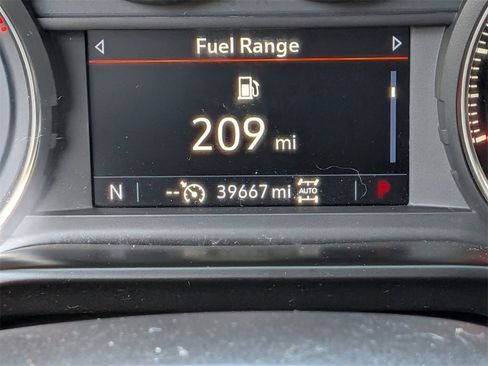 Fuel Range
209 mi
N -- 39667 mi AUTO P